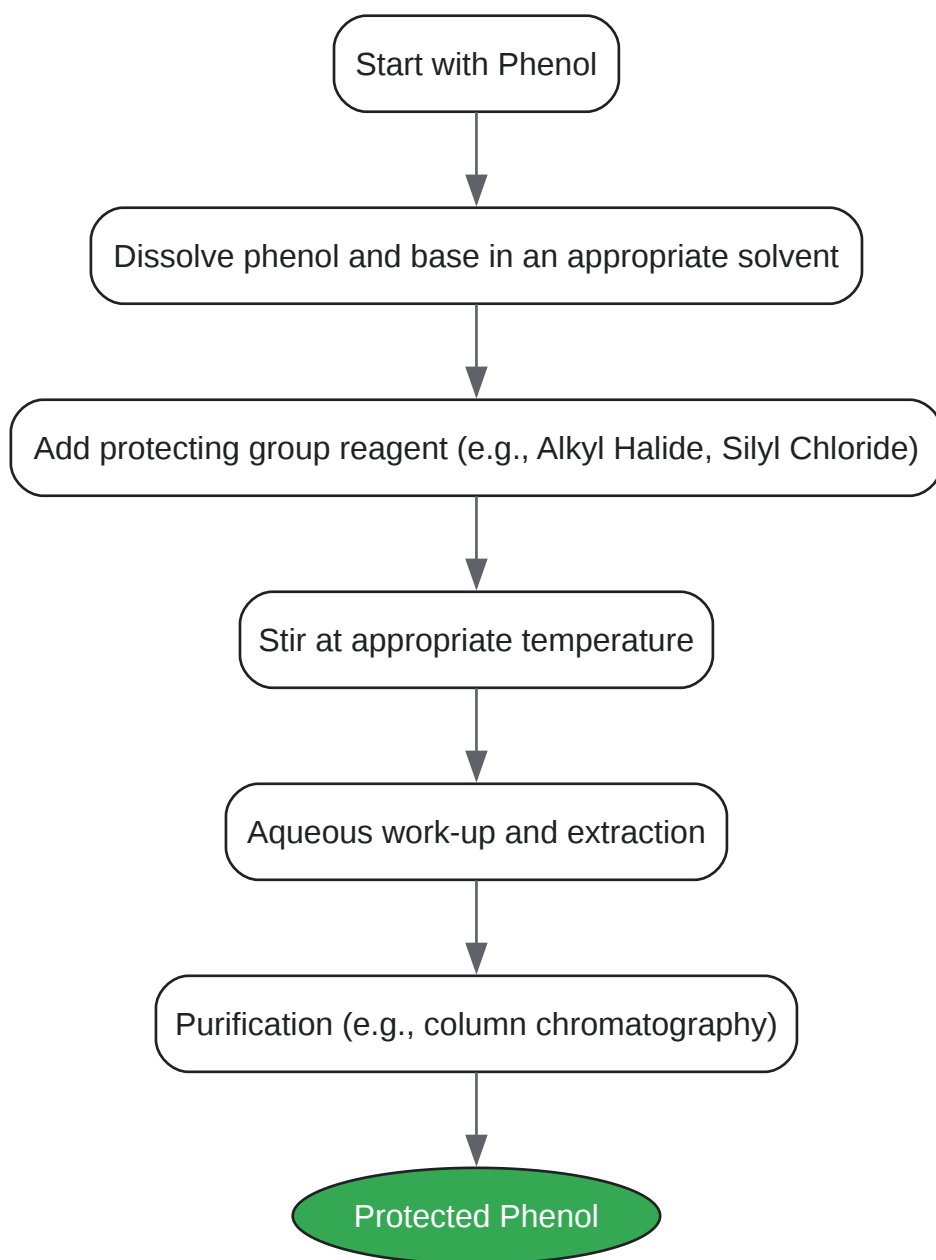 Start with Phenol
Dissolve phenol and base in an appropriate solvent
Add protecting group reagent (e.g., Alkyl Halide, Silyl Chloride)
Stir at appropriate temperature
Aqueous work-up and extraction
Purification (e.g., column chromatography)
Protected Phenol